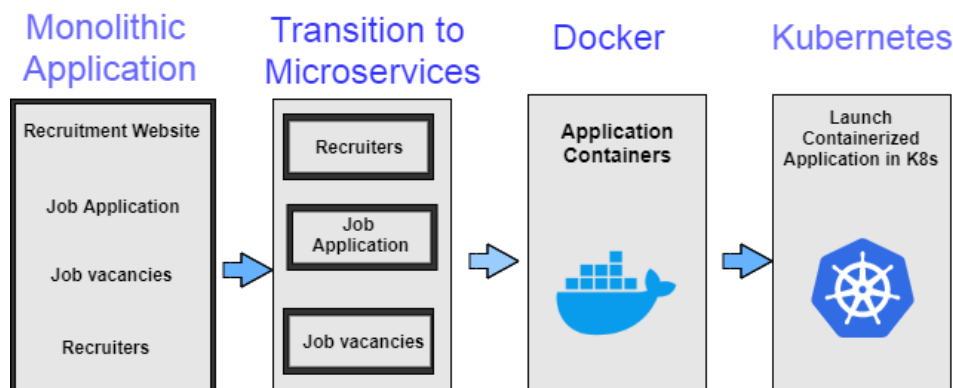 Monolithic
Application
Transition to
Microservices
Docker
Kubernetes
Recruitment Website
Job Application
Job vacancies
Recruiters
Recruiters
Job
Application
Job vacancies
Application
Containers
Launch
Containerized
Application in K8s